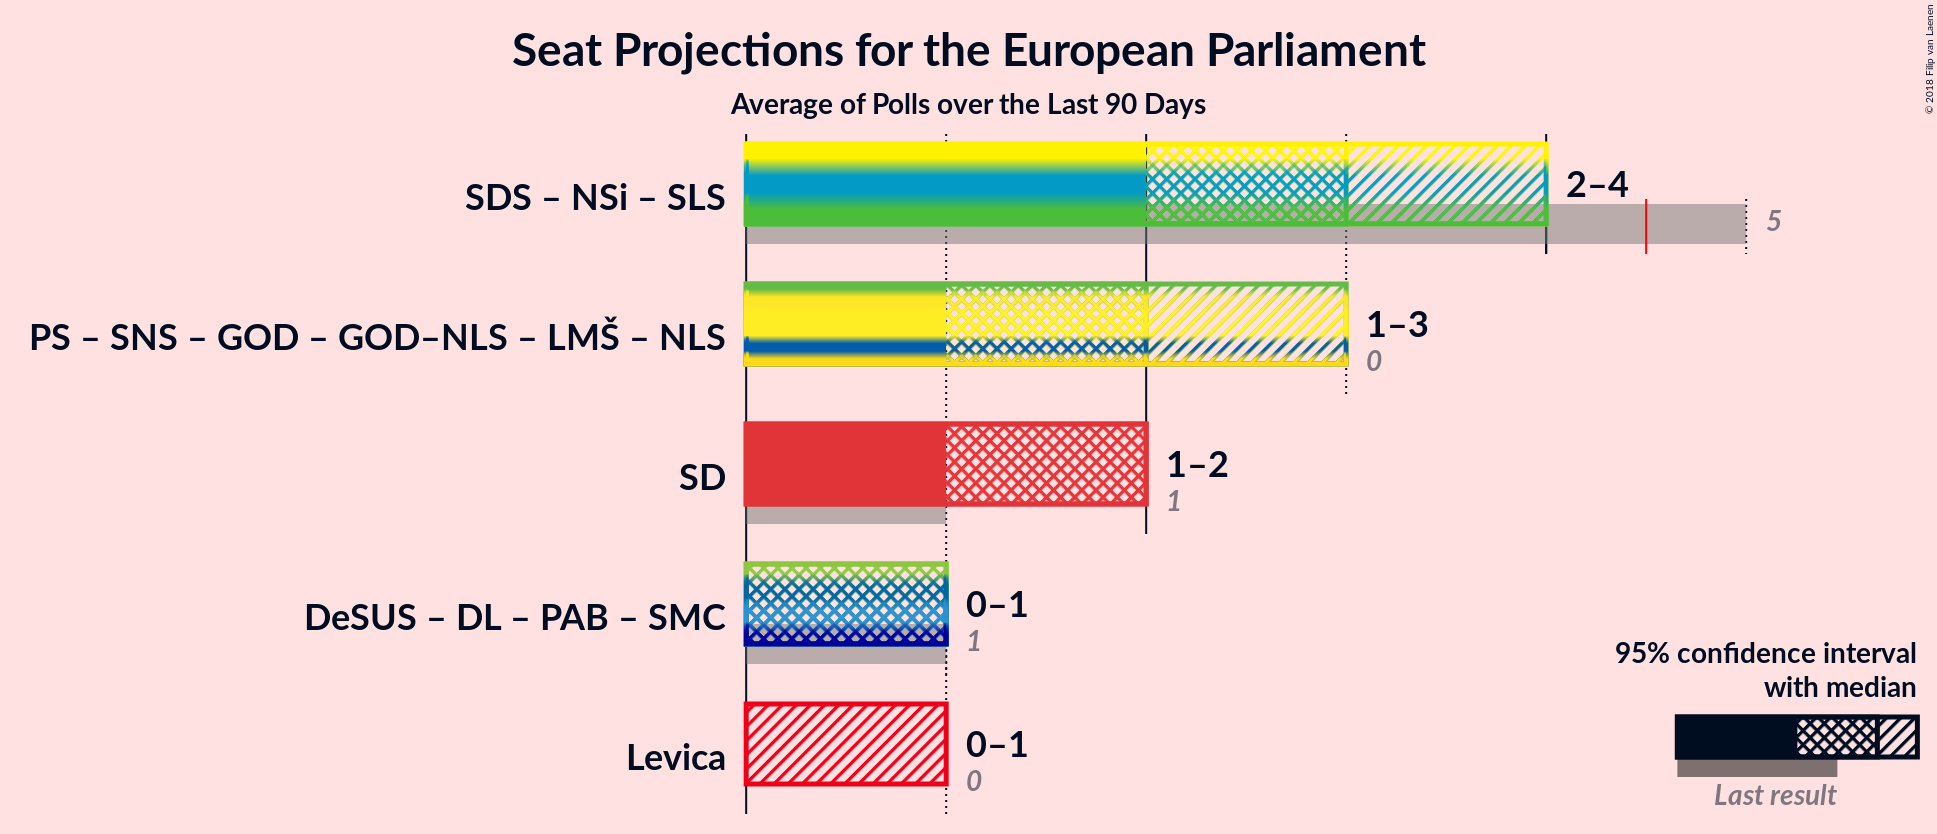 Seat Projections for the European Parliament
Average of Polls over the Last 90 Days
© 2018 Filip van Laenen
SDS – NSi – SLS
2–4
5
PS – SNS – GOD – GOD–NLS – LMŠ – NLS
1–3
0
SD
1–2
1
DeSUS – DL – PAB – SMC
0–1
1
Levica
0–1
0
95% confidence interval
with median
Last result